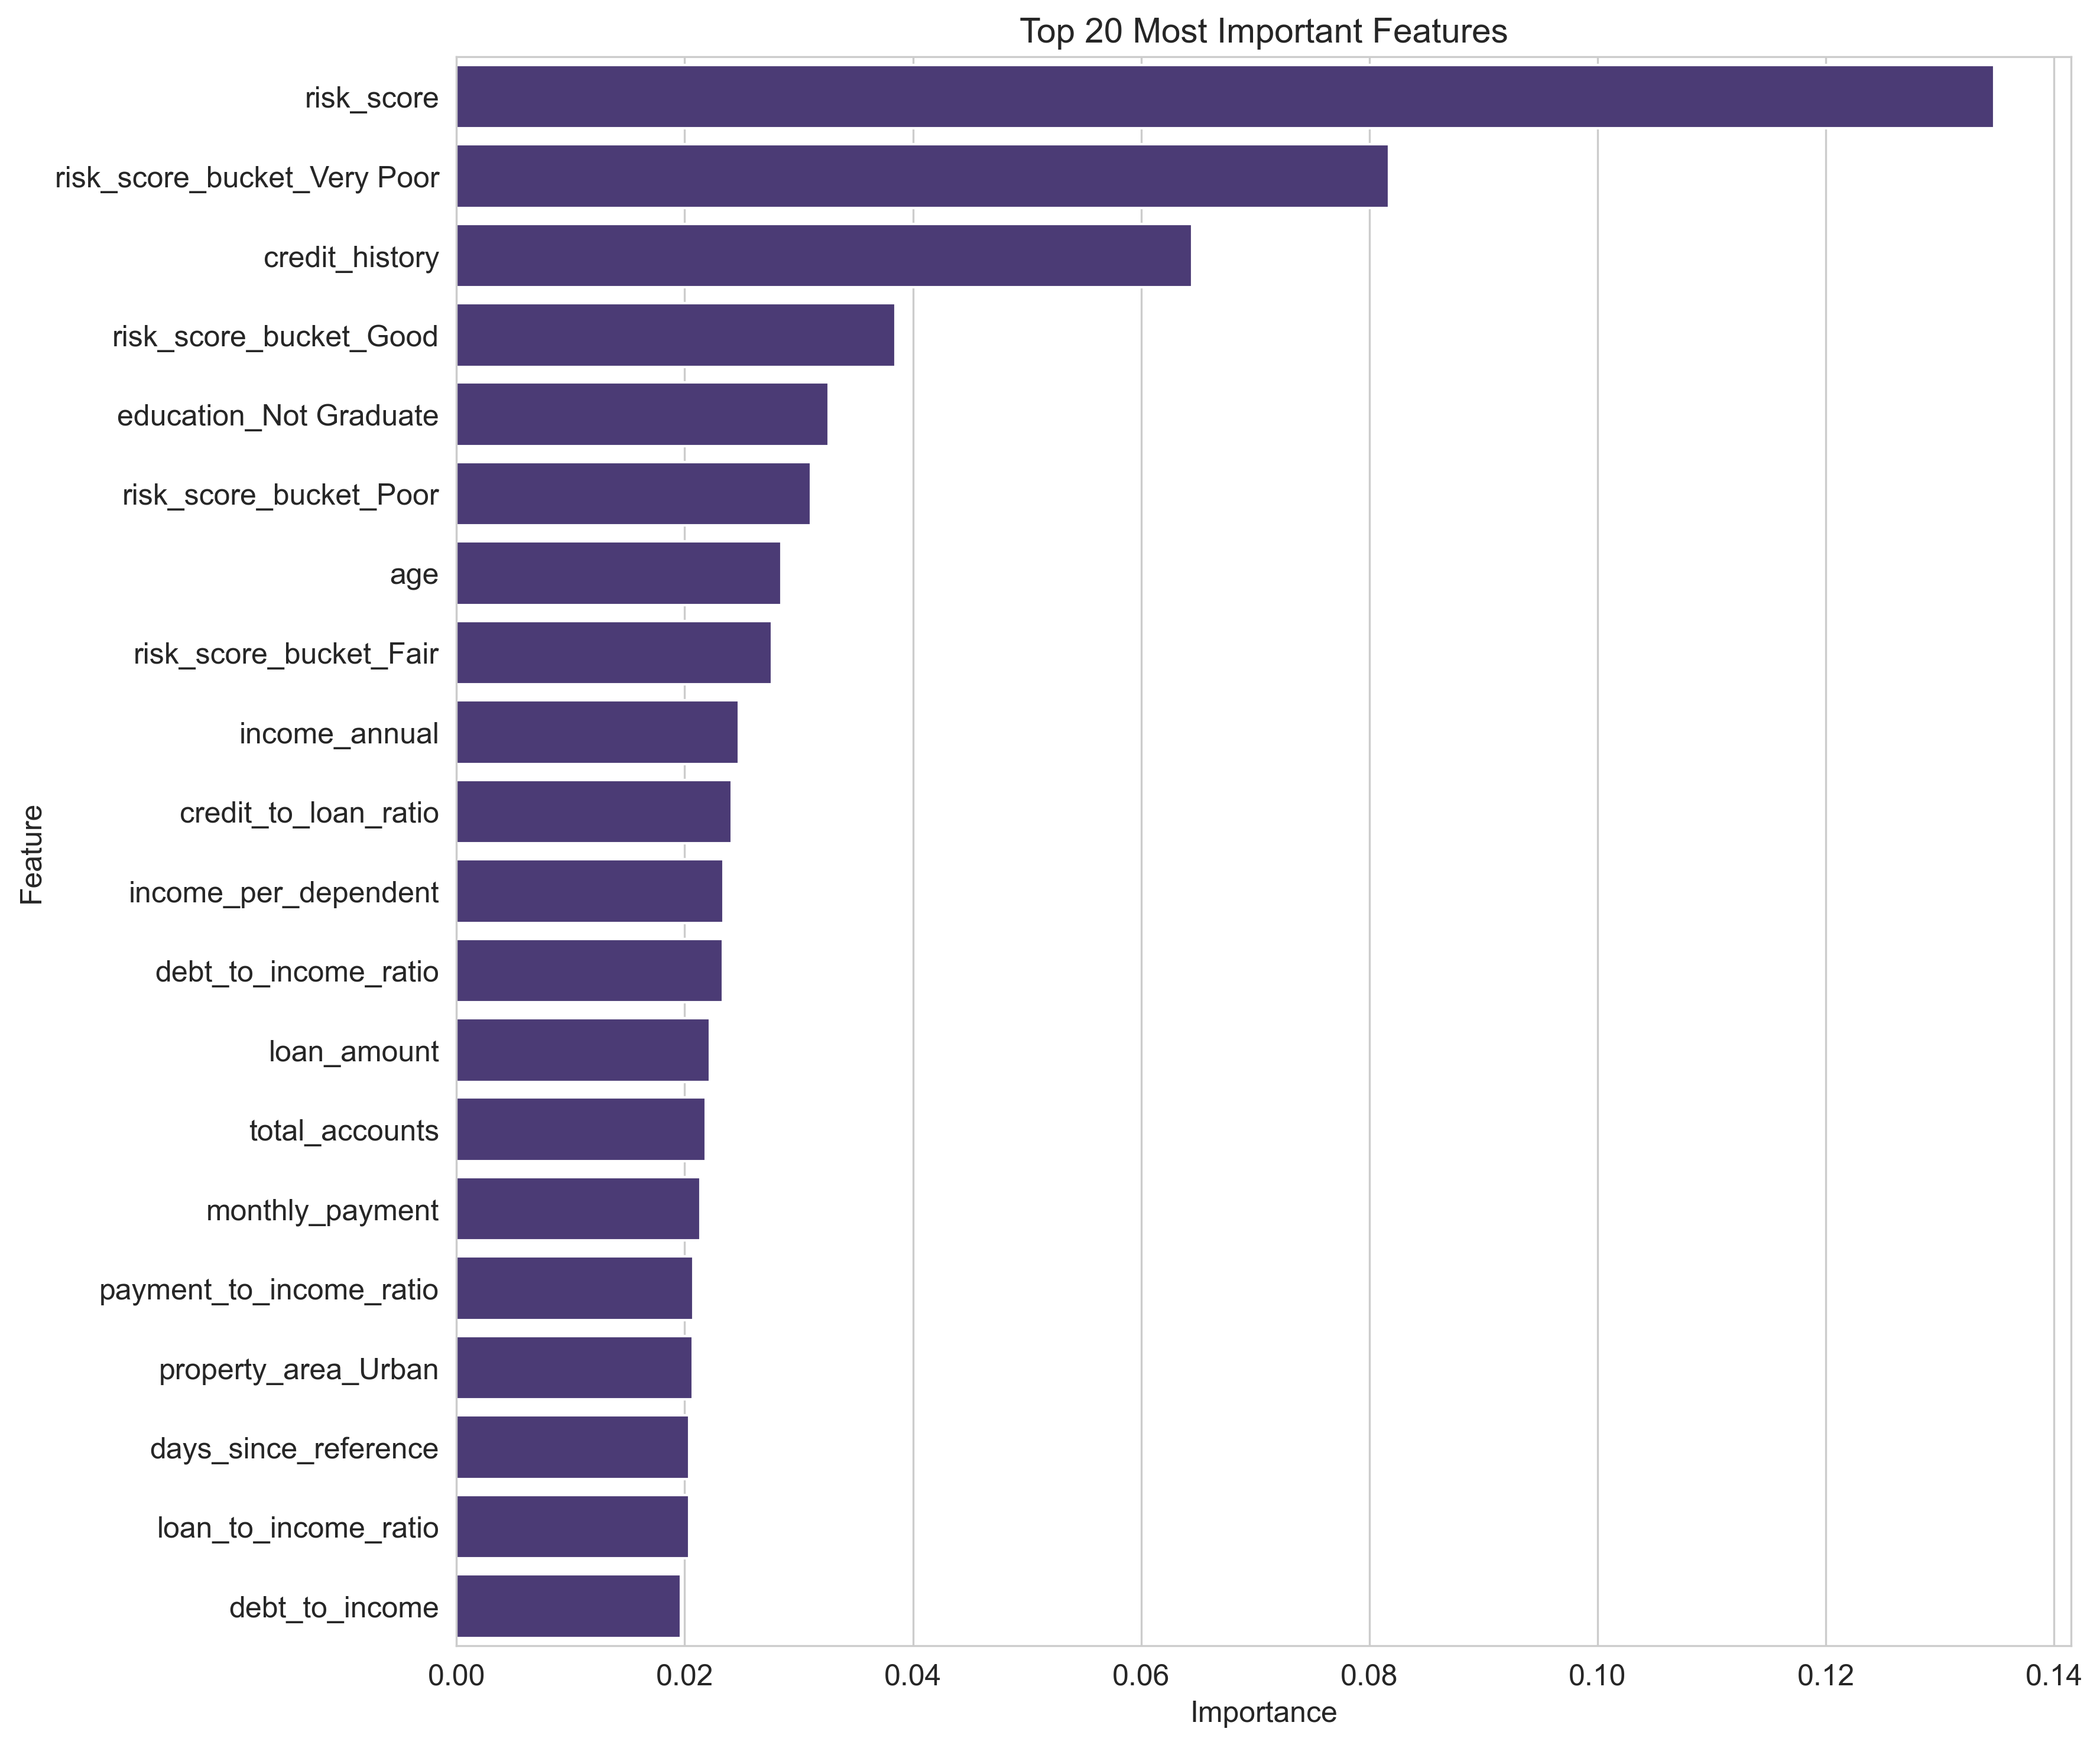 Top 20 Most Important Features
risk_score
risk_score_bucket_Very Poor
credit_history
risk_score_bucket_Good
education_Not Graduate
risk_score_bucket_Poor
age
risk_score_bucket_Fair
income_annual
credit_to_loan_ratio
income_per_dependent
debt_to_income_ratio
loan_amount
total_accounts
monthly_payment
payment_to_income_ratio
property_area_Urban
days_since_reference
loan_to_income_ratio
debt_to_income
Feature
0.00 0.02 0.04 0.06 0.08 0.10 0.12 0.14
Importance